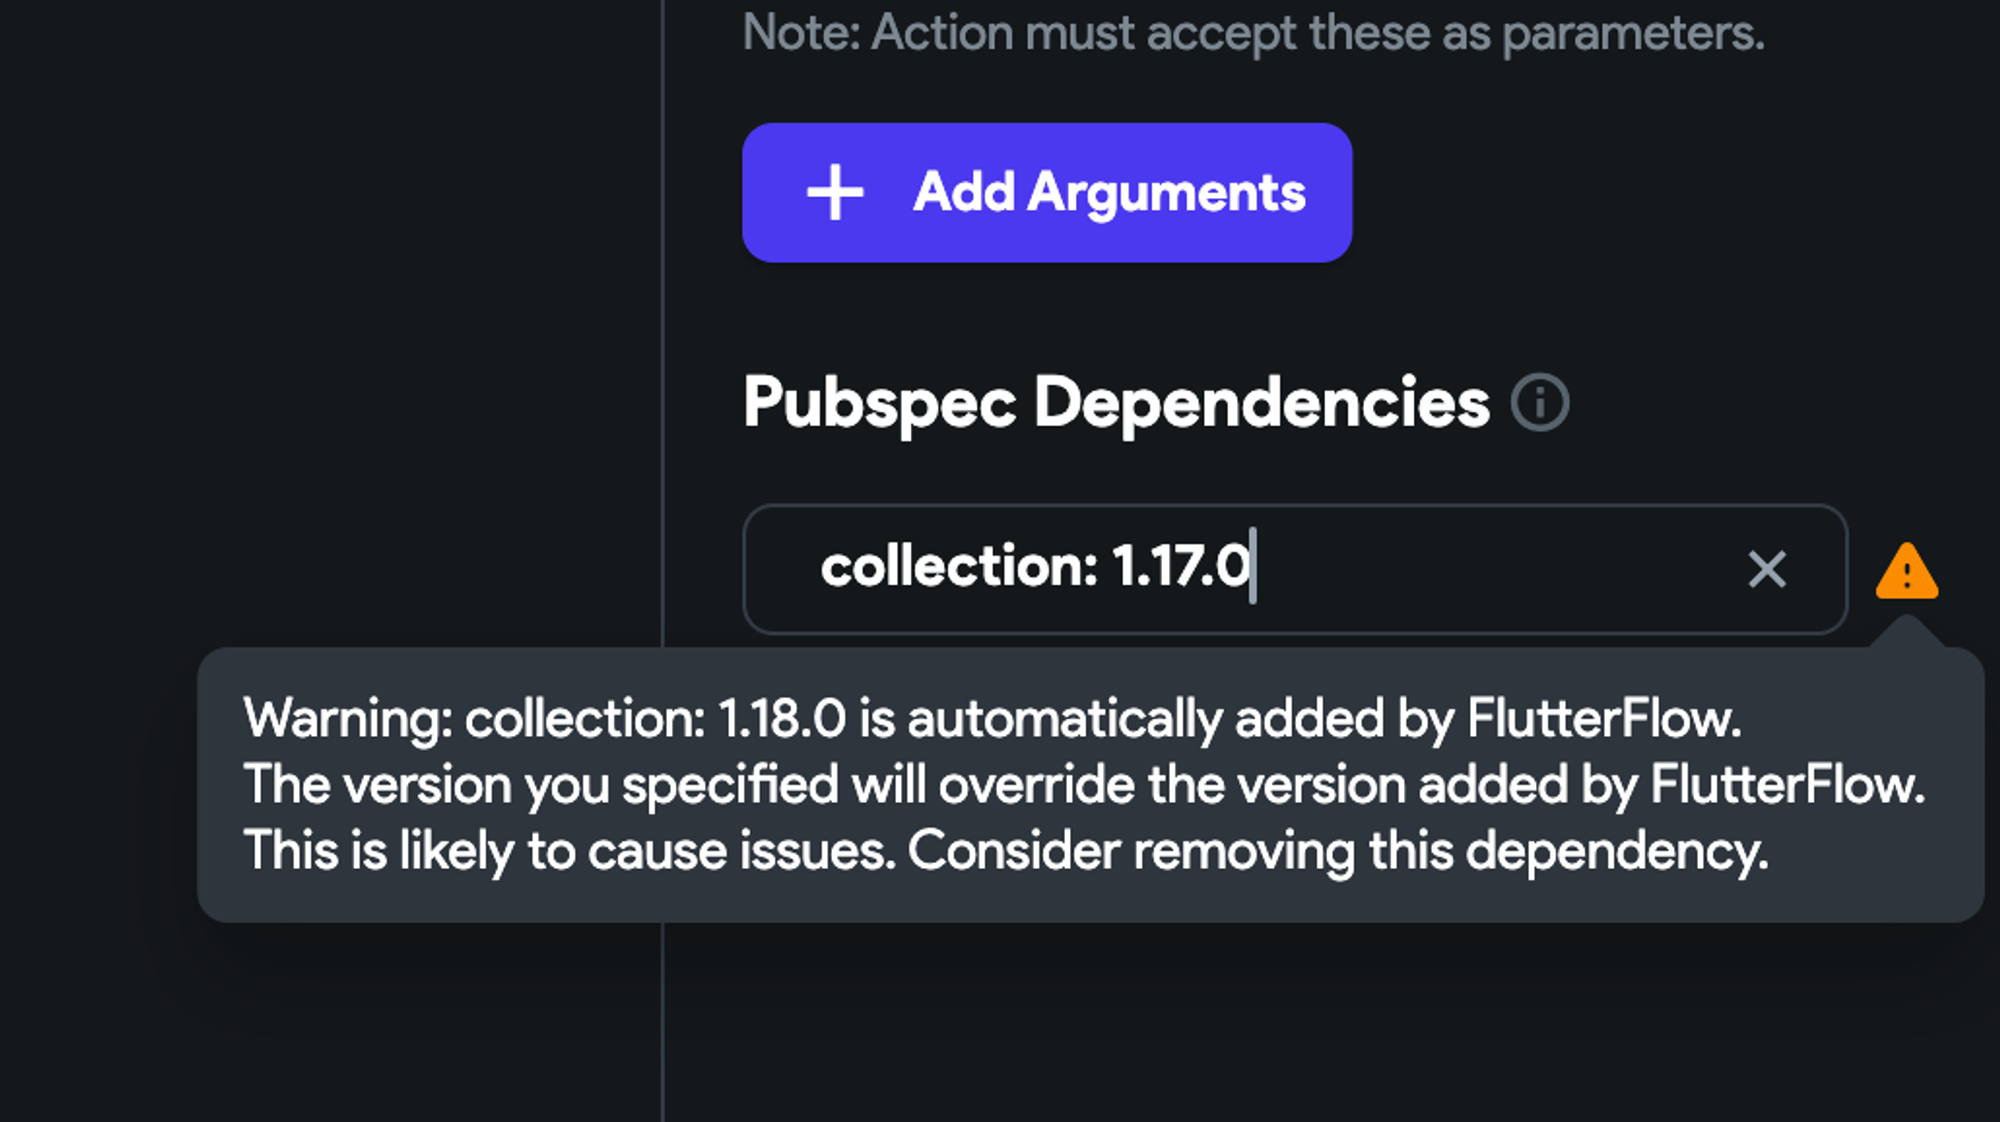 Note: Action must accept these as parameters.
Add Arguments
Pubspec Dependencies
collection: 1.17.0
Warning: collection: 1.18.0 is automatically added by FlutterFlow.
The version you specified will override the version added by FlutterFlow.
This is likely to cause issues. Consider removing this dependency.